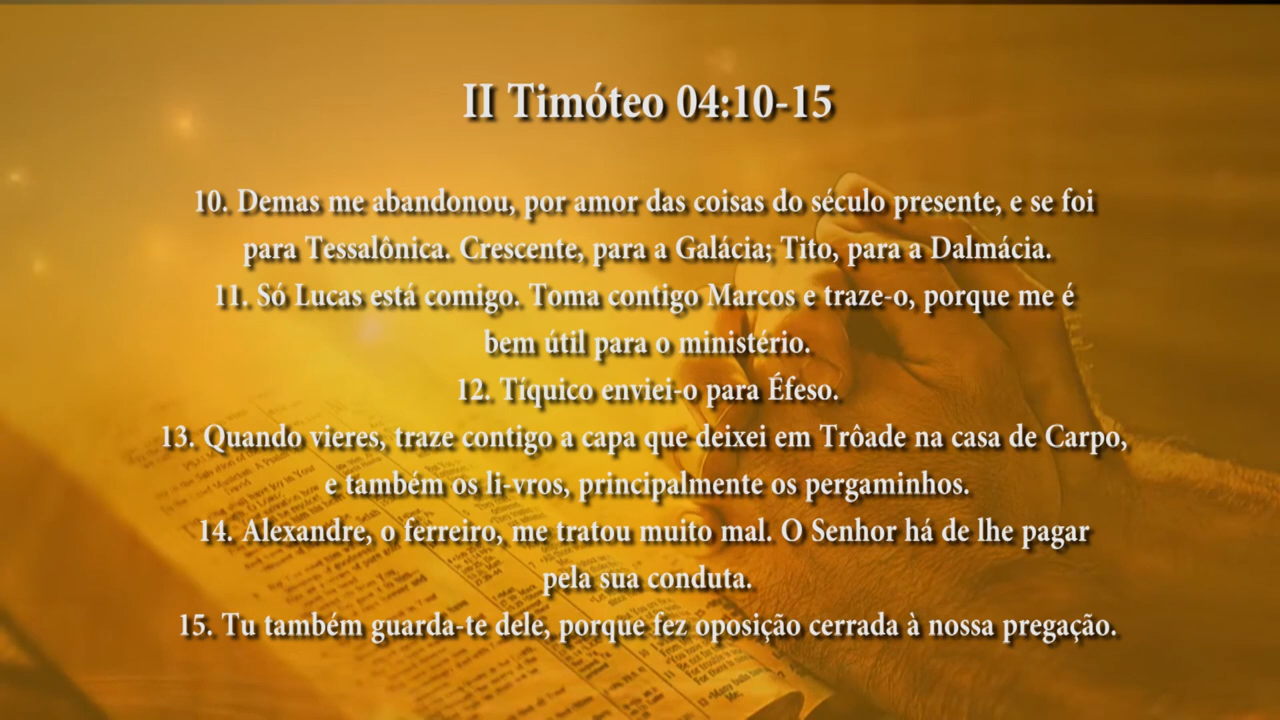 II Timóteo 04:10-15
10. Demas me abandonou, por amor das coisas do século presente, e se foi
para Tessalônica. Crescente, para a Galácia; Tito, para a Dalmácia.
11. Só Lucas está comigo. Toma contigo Marcos e traze-o, porque me é
bem útil para o ministério.
12. Tíquico enviei-o para Éfeso.
13. Quando vieres, traze contigo a capa que deixei em Trôade na casa de Carpo,
e também os li-vros, principalmente os pergaminhos.
14. Alexandre, o ferreiro, me tratou muito mal. O Senhor há de lhe pagar
pela sua conduta.
15. Tu também guarda-te dele, porque fez oposição cerrada à nossa pregação.